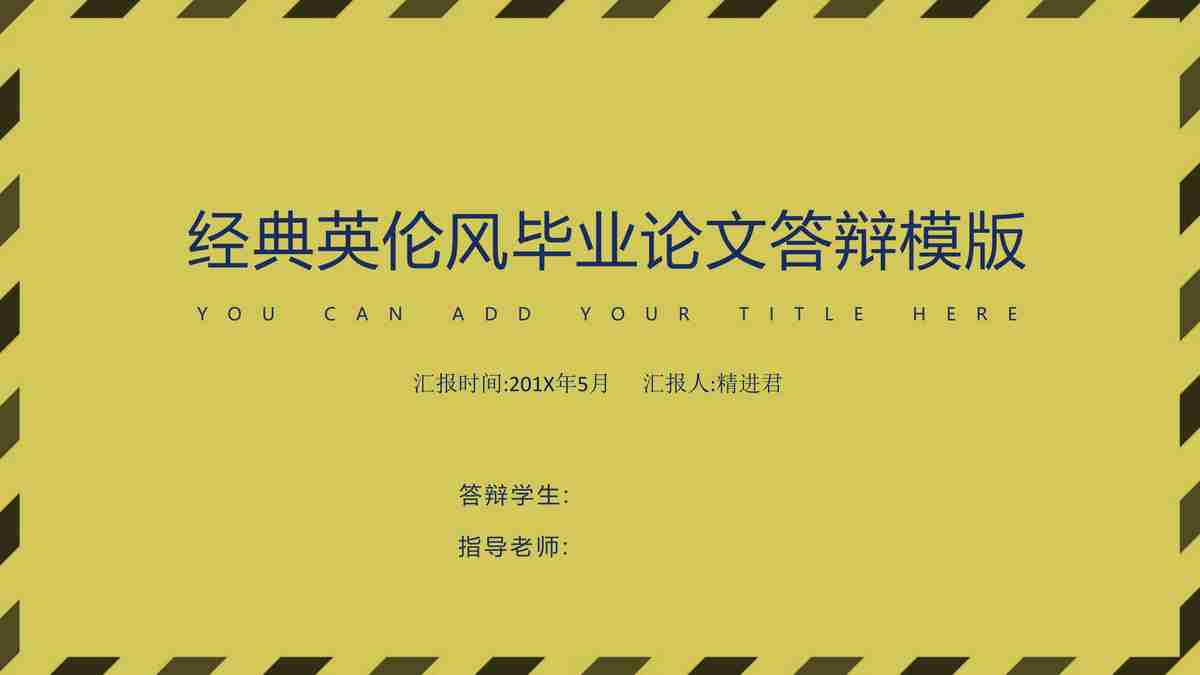 经典英伦风毕业论文答辩模版
YOU CAN ADD YOUR TITLE HERE
汇报时间:201X年5月 汇报人:精进君
答辩学生:
指导老师: